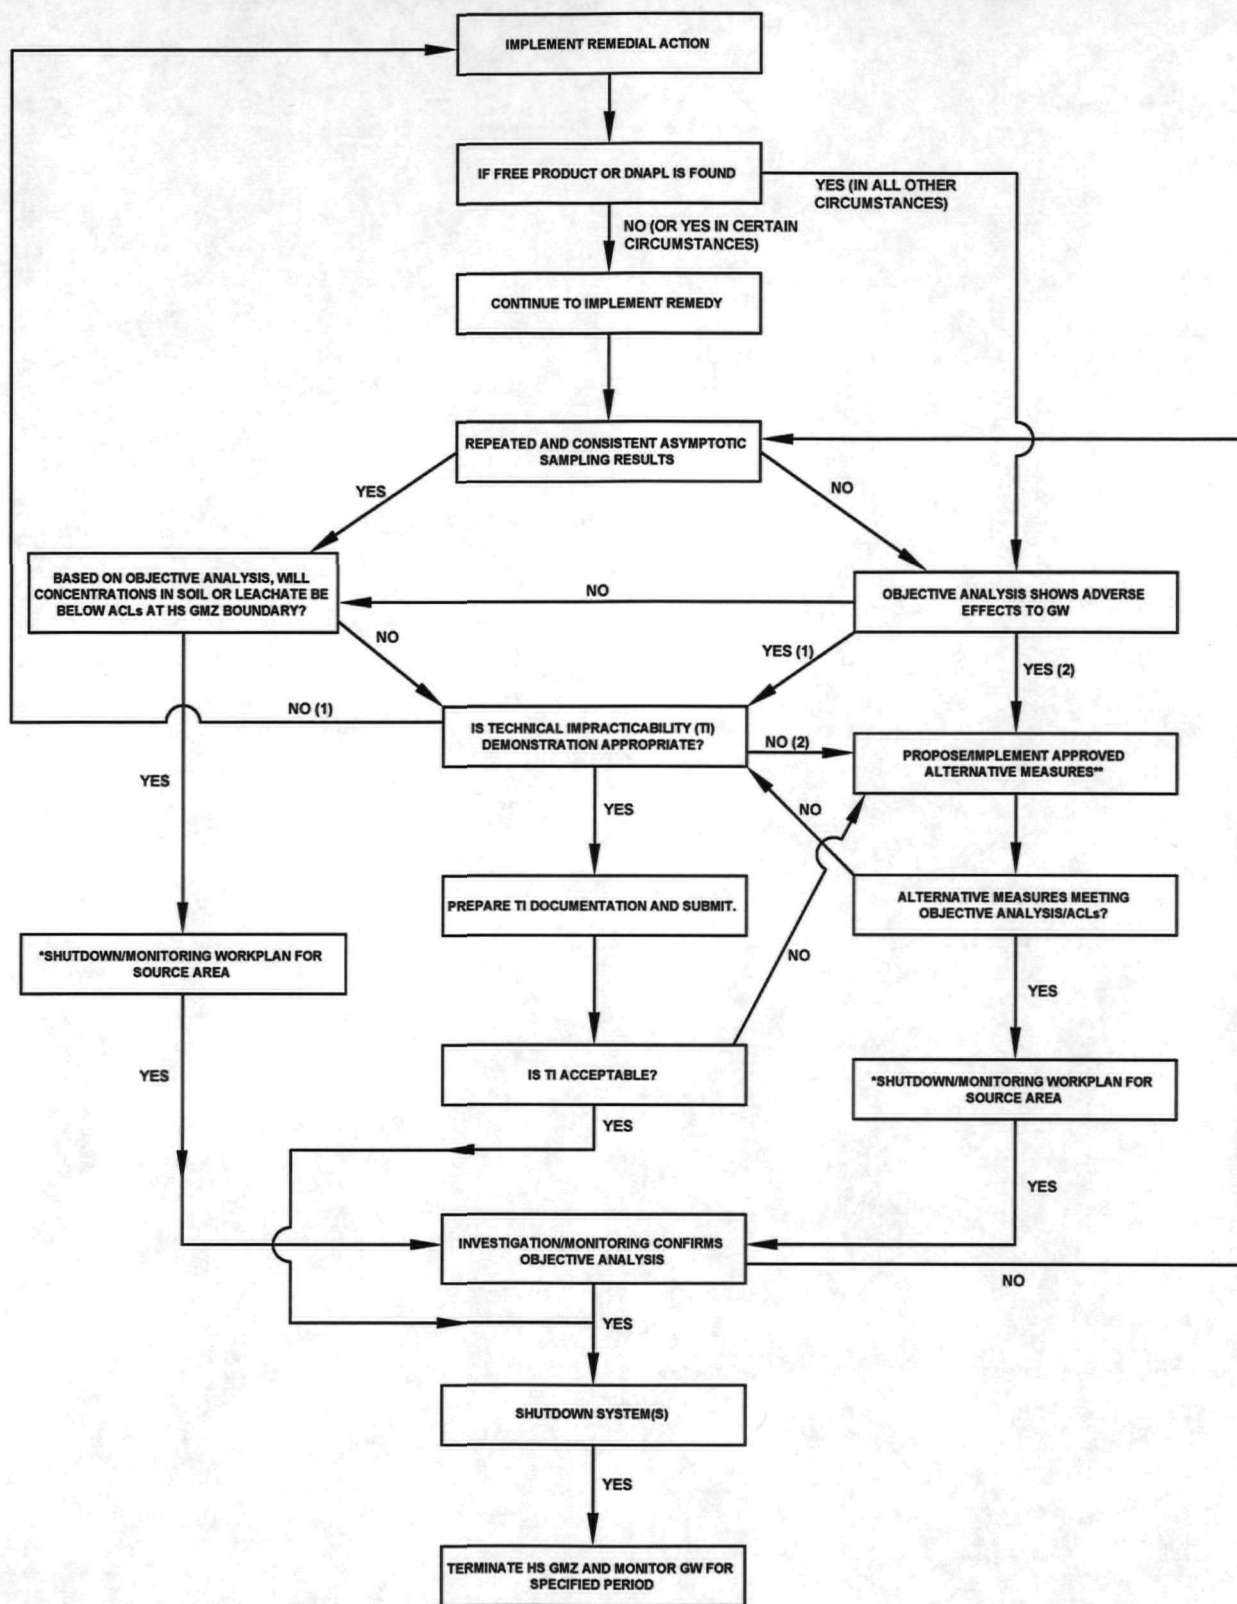 IMPLEMENT REMEDIAL ACTION
IF FREE PRODUCT OR DNAPL IS FOUND
YES (IN ALL OTHER
CIRCUMSTANCES)
NO (OR YES IN CERTAIN
CIRCUMSTANCES)
CONTINUE TO IMPLEMENT REMEDY
REPEATED AND CONSISTENT ASYMPTOTIC
SAMPLING RESULTS
YES
NO
BASED ON OBJECTIVE ANALYSIS, WILL
CONCENTRATIONS IN SOIL OR LEACHATE BE
BELOW ACLs AT HS GMZ BOUNDARY?
NO
OBJECTIVE ANALYSIS SHOWS ADVERSE
EFFECTS TO GW
NO
YES (1)
YES (2)
NO (1)
IS TECHNICAL IMPRACTICABILITY (TI)
DEMONSTRATION APPROPRIATE?
NO (2)
PROPOSE/IMPLEMENT APPROVED
ALTERNATIVE MEASURES**
YES
YES
NO
PREPARE TI DOCUMENTATION AND SUBMIT.
ALTERNATIVE MEASURES MEETING
OBJECTIVE ANALYSIS/ACLs?
*SHUTDOWN/MONITORING WORKPLAN FOR
SOURCE AREA
NO
YES
YES
IS TI ACCEPTABLE?
*SHUTDOWN/MONITORING WORKPLAN FOR
SOURCE AREA
YES
YES
INVESTIGATION/MONITORING CONFIRMS
OBJECTIVE ANALYSIS
NO
YES
SHUTDOWN SYSTEM(S)
YES
TERMINATE HS GMZ AND MONITOR GW FOR
SPECIFIED PERIOD